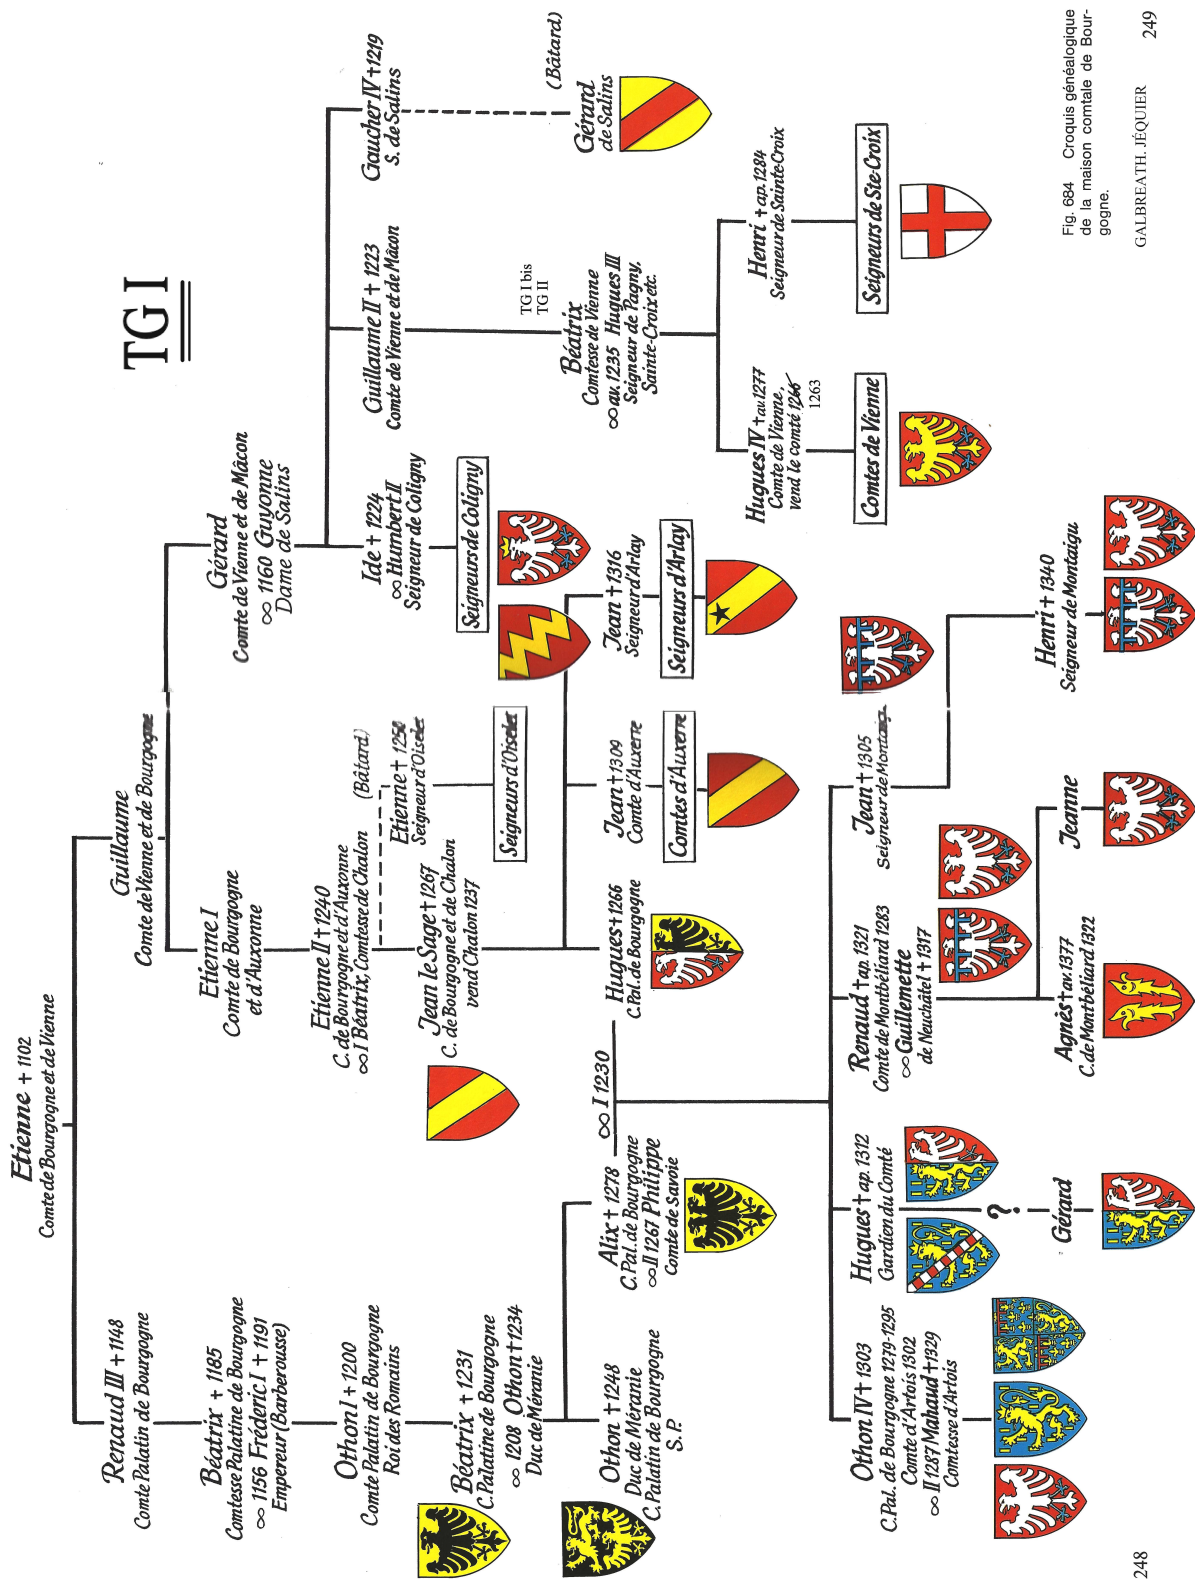 TG I
Etienne + 1102
Comte de Bourgogne et de Vienne
Renaud III + 1148
Comte Palatin de Bourgogne
Guillaume
Comte de Vienne et de Bourgogne
Béatrix + 1185
Comtesse Palatine de Bourgogne
∞ 1156 Fréderic I + 1191
Empereur (Barberousse)
Etienne I
Comte de Bourgogne
et d'Auxonne
Gérard
Comte de Vienne et de Mâcon
∞ 1160 Guyonne
Dame de Salins
Othon I + 1200
Comte Palatin de Bourgogne
Roi des Romains
Etienne II + 1240
C. de Bourgogne et d'Auxonne
∞ I Béatrix, Comtesse de Chalon
(Bâtard)
Ide + 1224
∞ Humbert II
Seigneur de Coligny
Guillaume II + 1223
Comte de Vienne et de Mâcon
Gaucher IV + 1219
S. de Salins
Béatrix + 1231
C. Palatine de Bourgogne
∞ 1208 Othon + 1234
Duc de Méranie
Jean le Sage + 1267
C. de Bourgogne et de Chalon
vend Chalon 1237
Etienne + 1250
Seigneur d'Oiselet
Seigneurs d'Oiselet
Seigneurs de Coligny
TG I bis
TG II
(Bâtard)
Othon + 1248
Duc de Méranie
C. Palatin de Bourgogne
S. P.
Alix + 1278
C. Pal. de Bourgogne
∞ II 1267 Philippe
Comte de Savoie
∞ I 1230
Hugues + 1266
C. Pal. de Bourgogne
Jean + 1309
Comte d'Auxerre
Comtes d'Auxerre
Jean + 1316
Seigneur d'Arlay
Seigneurs d'Arlay
Béatrix
Comtesse de Vienne
∞ av. 1235 Hugues III
Seigneur de Pagny,
Sainte-Croix etc.
Gérard
de Salins
Hugues IV + av. 1277
Comte de Vienne,
vend le comté 1266
1263
Comtes de Vienne
Henri + ap. 1284
Seigneur de Sainte-Croix
Seigneurs de Ste-Croix
Othon IV + 1303
C. Pal. de Bourgogne 1279-1295
Comte d'Artois 1302
∞ II 1287 Mahaud + 1329
Comtesse d'Artois
Hugues + ap. 1312
Gardien du Comté
?
Gérard
Renaud + ap. 1321
Comte de Montbéliard 1283
∞ Guillemette
de Neuchâtel + 1317
Jean + 1305
Seigneur de Montaigu
Agnès + av. 1377
C. de Montbéliard 1322
Jeanne
Henri + 1340
Seigneur de Montaigu
Fig. 684 Croquis généalogique
de la maison comtale de Bour-
gogne.
GALBREATH. JÉQUIER
248
249